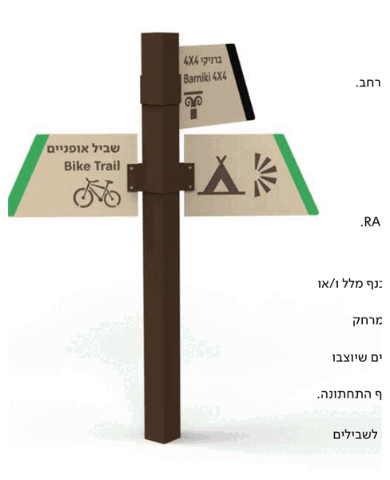 ברניקי 4X4
Barniki 4X4
שביל אופניים
Bike Trail
רחב.
RA.
כנף מלל ו/או
מרחק
ים שיוצבו
ף התחתונה.
לשבילים